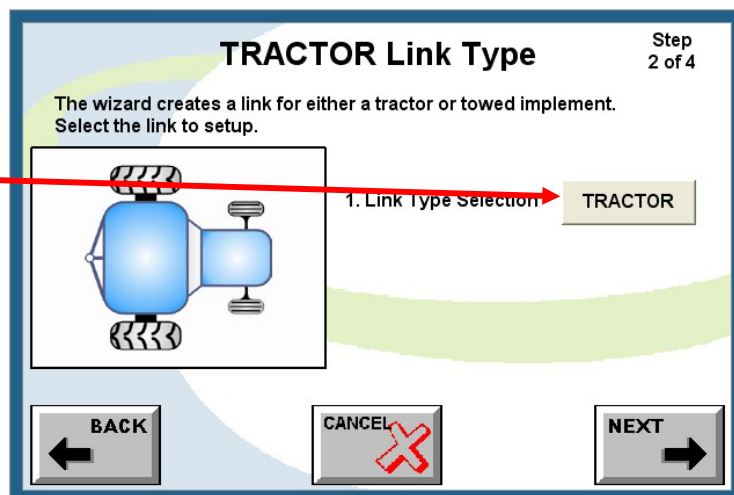 TRACTOR Link Type
Step
2 of 4
The wizard creates a link for either a tractor or towed implement.
Select the link to setup.
1. Link Type Selection
TRACTOR
BACK
CANCEL
NEXT